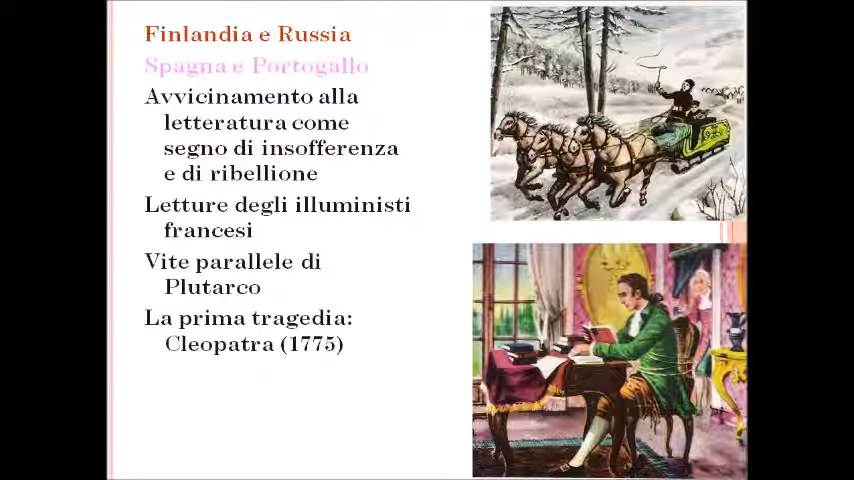 Finlandia e Russia
Spagna e Portogallo
Avvicinamento alla
letteratura come
segno di insofferenza
e di ribellione
Letture degli illuministi
francesi
Vite parallele di
Plutarco
La prima tragedia:
Cleopatra (1775)